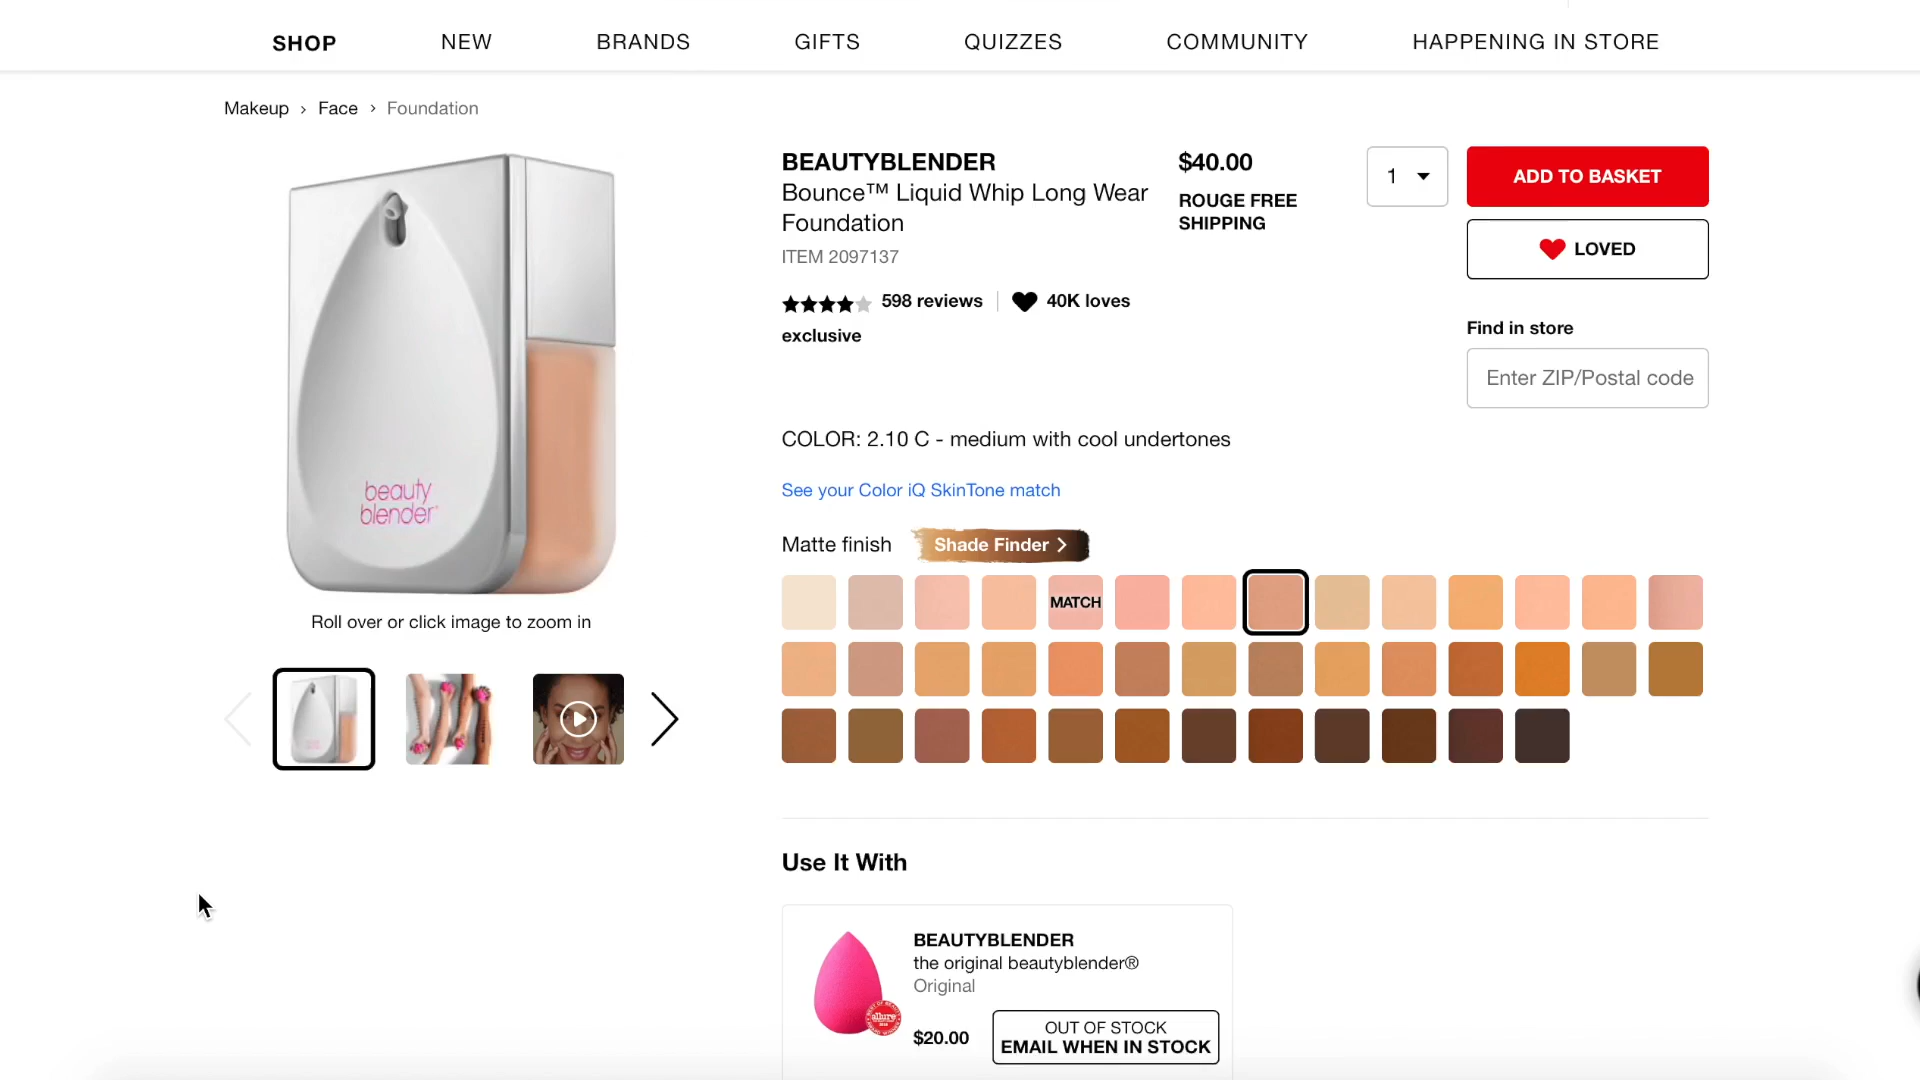 SHOP NEW BRANDS GIFTS QUIZZES COMMUNITY HAPPENING IN STORE
Makeup › Face › Foundation
BEAUTYBLENDER
Bounce™ Liquid Whip Long Wear
Foundation
ITEM 2097137
598 reviews
40K loves
exclusive
$40.00
ROUGE FREE
SHIPPING
1
ADD TO BASKET
LOVED
Find in store
Enter ZIP/Postal code
beauty
blender
Roll over or click image to zoom in
COLOR: 2.10 C - medium with cool undertones
See your Color iQ SkinTone match
Matte finish
Shade Finder >
MATCH
Use It With
BEAUTYBLENDER
the original beautyblender®
Original
allure
$20.00
OUT OF STOCK
EMAIL WHEN IN STOCK